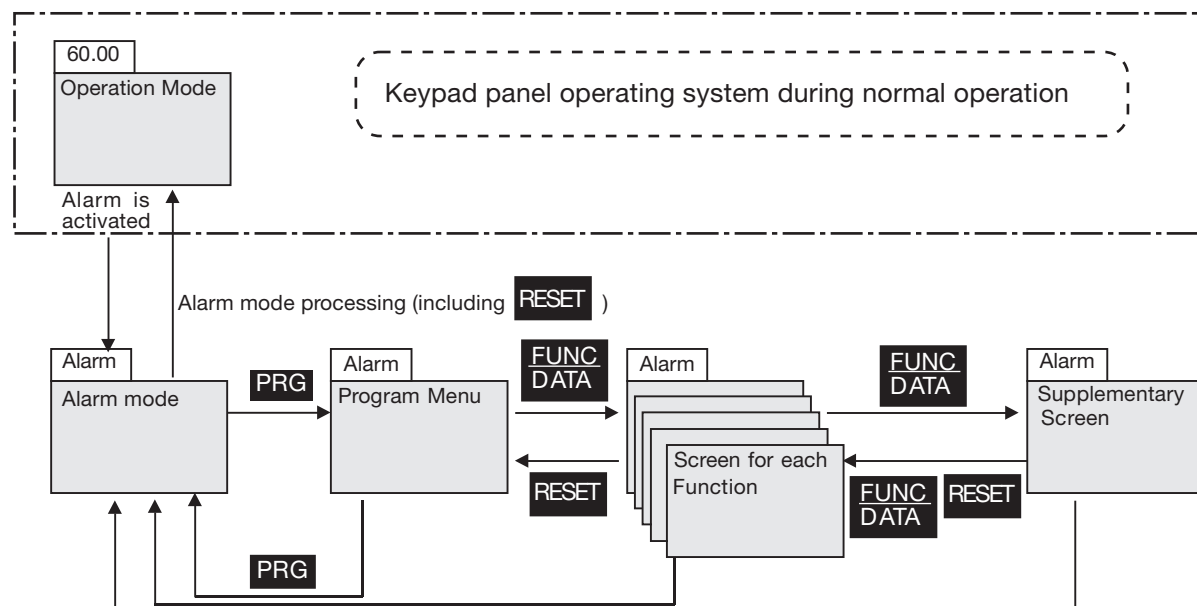 60.00
Operation Mode
Keypad panel operating system during normal operation
Alarm is
activated
Alarm mode processing (including RESET )
Alarm
Alarm mode
PRG
Alarm
Program Menu
FUNC
DATA
RESET
Alarm
Screen for each
Function
FUNC
DATA
FUNC
DATA
RESET
Alarm
Supplementary
Screen
PRG